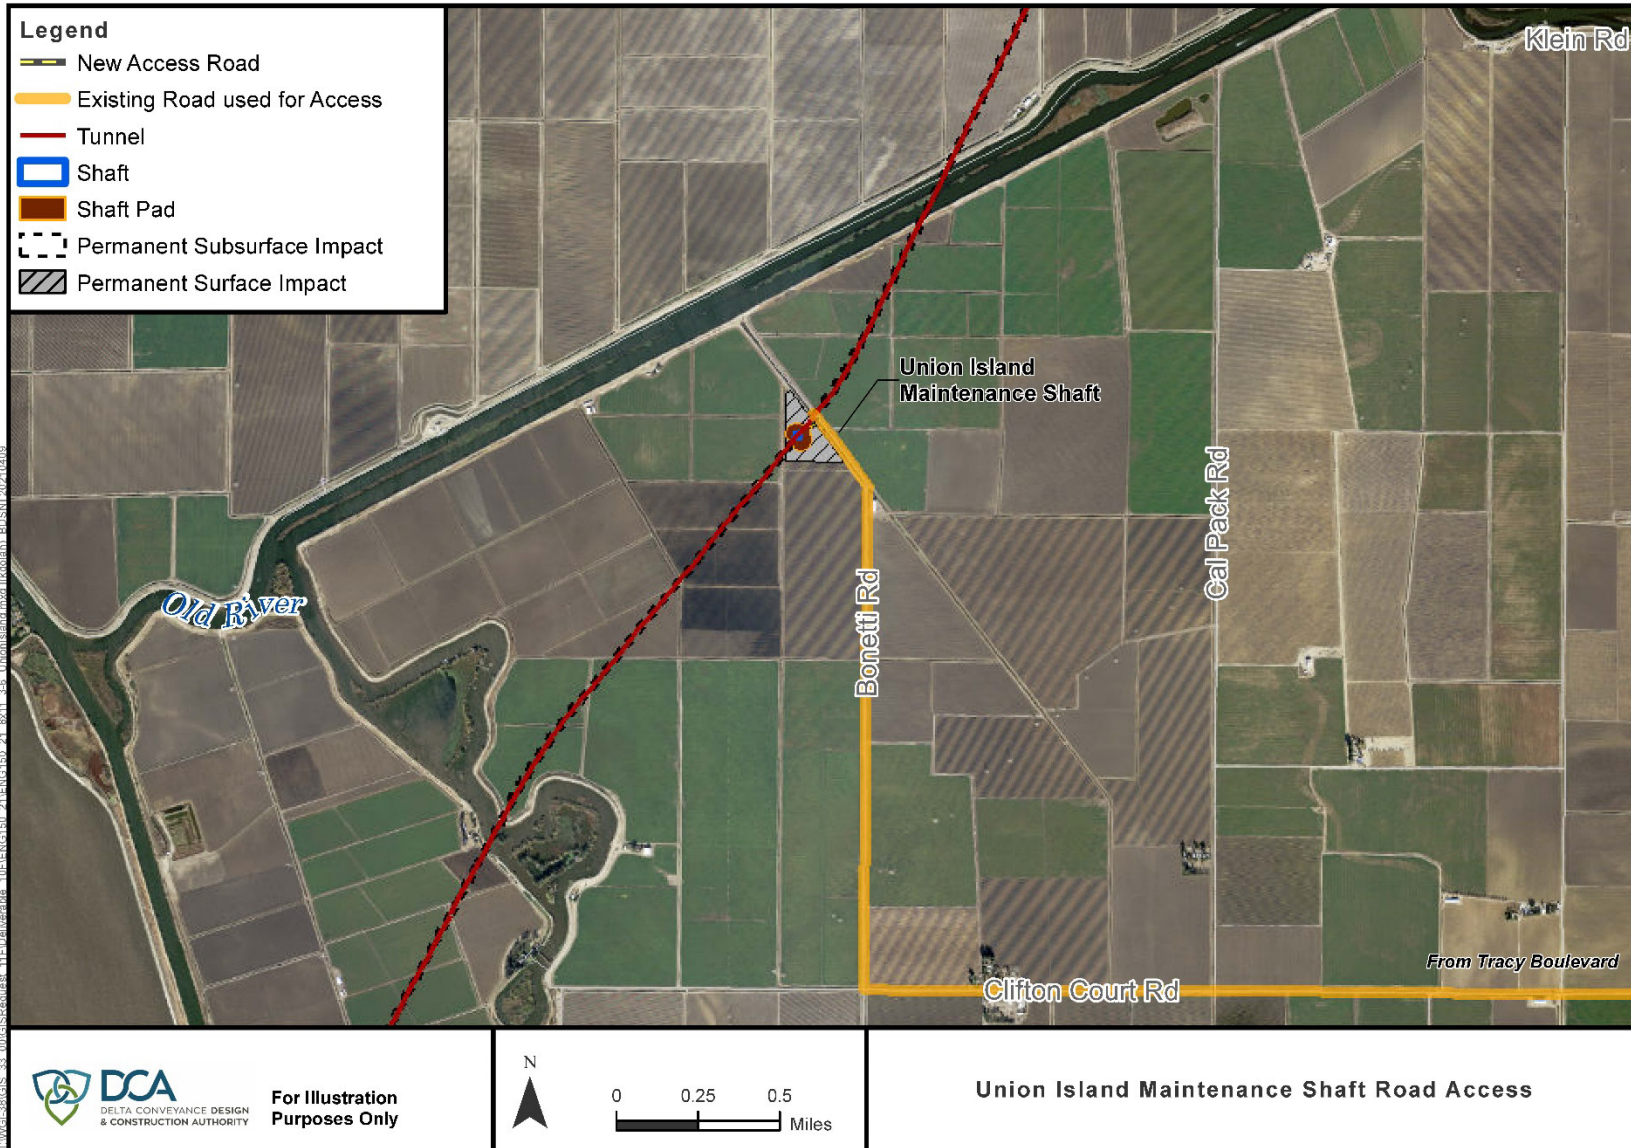 Legend
New Access Road
Existing Road used for Access
Tunnel
Shaft
Shaft Pad
Permanent Subsurface Impact
Permanent Surface Impact
Klein Rd
Union Island
Maintenance Shaft
Cal Pack Rd
Old River
Bonetti Rd
From Tracy Boulevard
Clifton Court Rd
DCA
DELTA CONVEYANCE DESIGN
& CONSTRUCTION AUTHORITY
For Illustration
Purposes Only
N
0 0.25 0.5
Miles
Union Island Maintenance Shaft Road Access